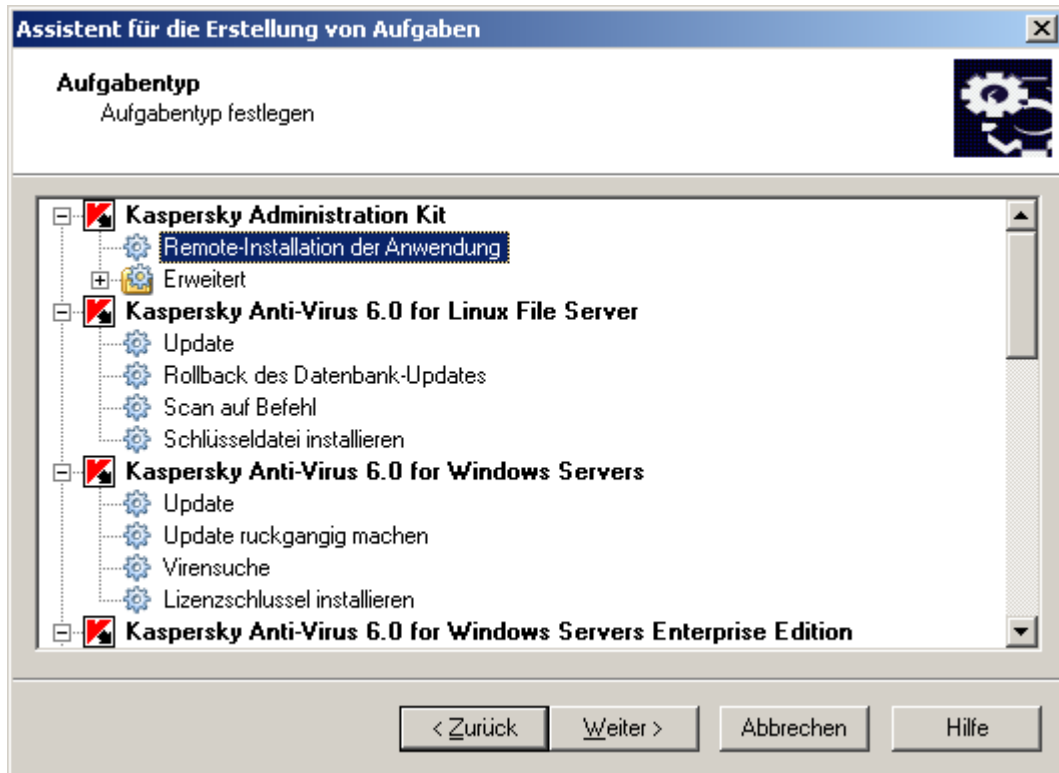 Assistent für die Erstellung von Aufgaben
Aufgabentyp
Aufgabentyp festlegen
Kaspersky Administration Kit
Remote-Installation der Anwendung
Erweitert
Kaspersky Anti-Virus 6.0 for Linux File Server
Update
Rollback des Datenbank-Updates
Scan auf Befehl
Schlüsseldatei installieren
Kaspersky Anti-Virus 6.0 for Windows Servers
Update
Update ruckgangig machen
Virensuche
Lizenzschlussel installieren
Kaspersky Anti-Virus 6.0 for Windows Servers Enterprise Edition
< Zurück Weiter > Abbrechen Hilfe